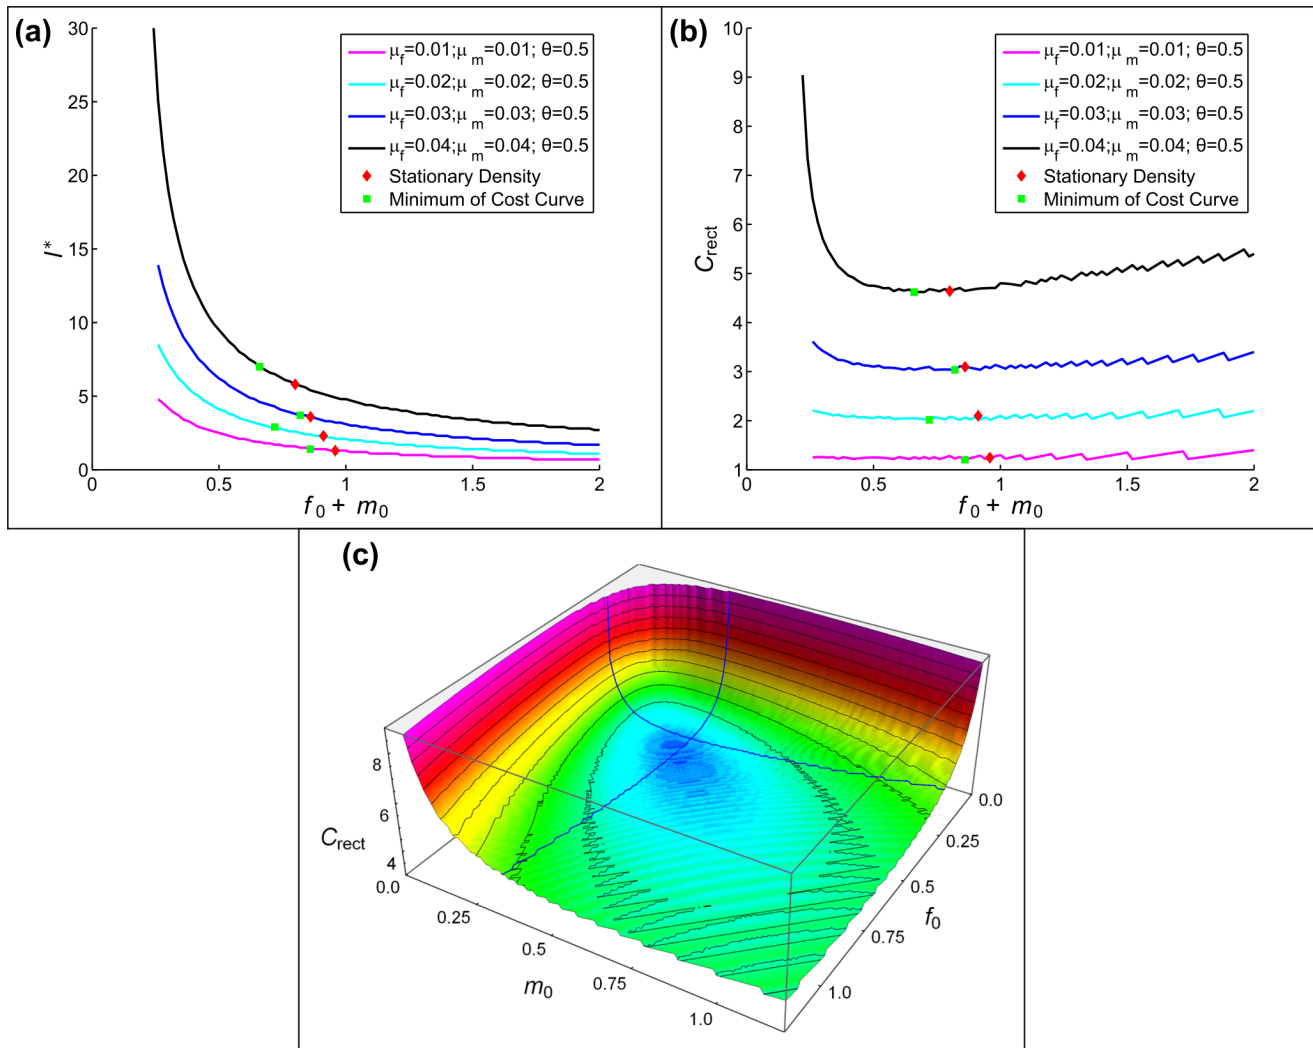 (a)
30
25
20
15
10
5
0
l*
0
0.5
1
1.5
2
f0 + m0
μf=0.01;μm=0.01; θ=0.5
μf=0.02;μm=0.02; θ=0.5
μf=0.03;μm=0.03; θ=0.5
μf=0.04;μm=0.04; θ=0.5
Stationary Density
Minimum of Cost Curve
(b)
10
9
8
7
6
5
4
3
2
1
Crect
0
0.5
1
1.5
2
f0 + m0
μf=0.01;μm=0.01; θ=0.5
μf=0.02;μm=0.02; θ=0.5
μf=0.03;μm=0.03; θ=0.5
μf=0.04;μm=0.04; θ=0.5
Stationary Density
Minimum of Cost Curve
(c)
8
6
4
Crect
0.0
0.25
0.5
0.75
1.0
m0
0.0
0.25
0.5
0.75
1.0
f0